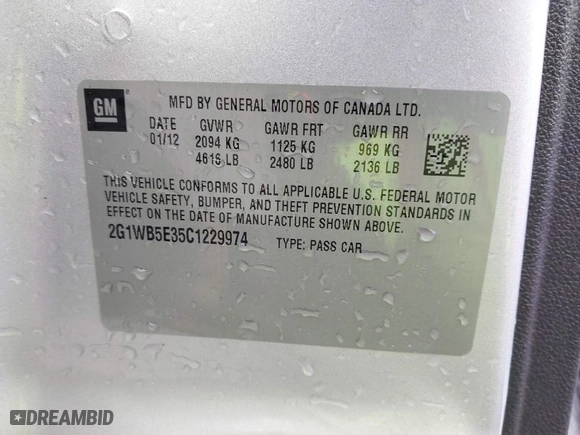 GM
MFD BY GENERAL MOTORS OF CANADA LTD.
DATE GVWR GAWR FRT GAWR RR
01/12 2094 KG 1125 KG 969 KG
4615 LB 2480 LB 2136 LB
THIS VEHICLE CONFORMS TO ALL APPLICABLE U.S. FEDERAL MOTOR
VEHICLE SAFETY, BUMPER, AND THEFT PREVENTION STANDARDS IN
EFFECT ON THE DATE OF MANUFACTURE SHOWN ABOVE.
2G1WB5E35C1229974 TYPE: PASS CAR
DREAMBID